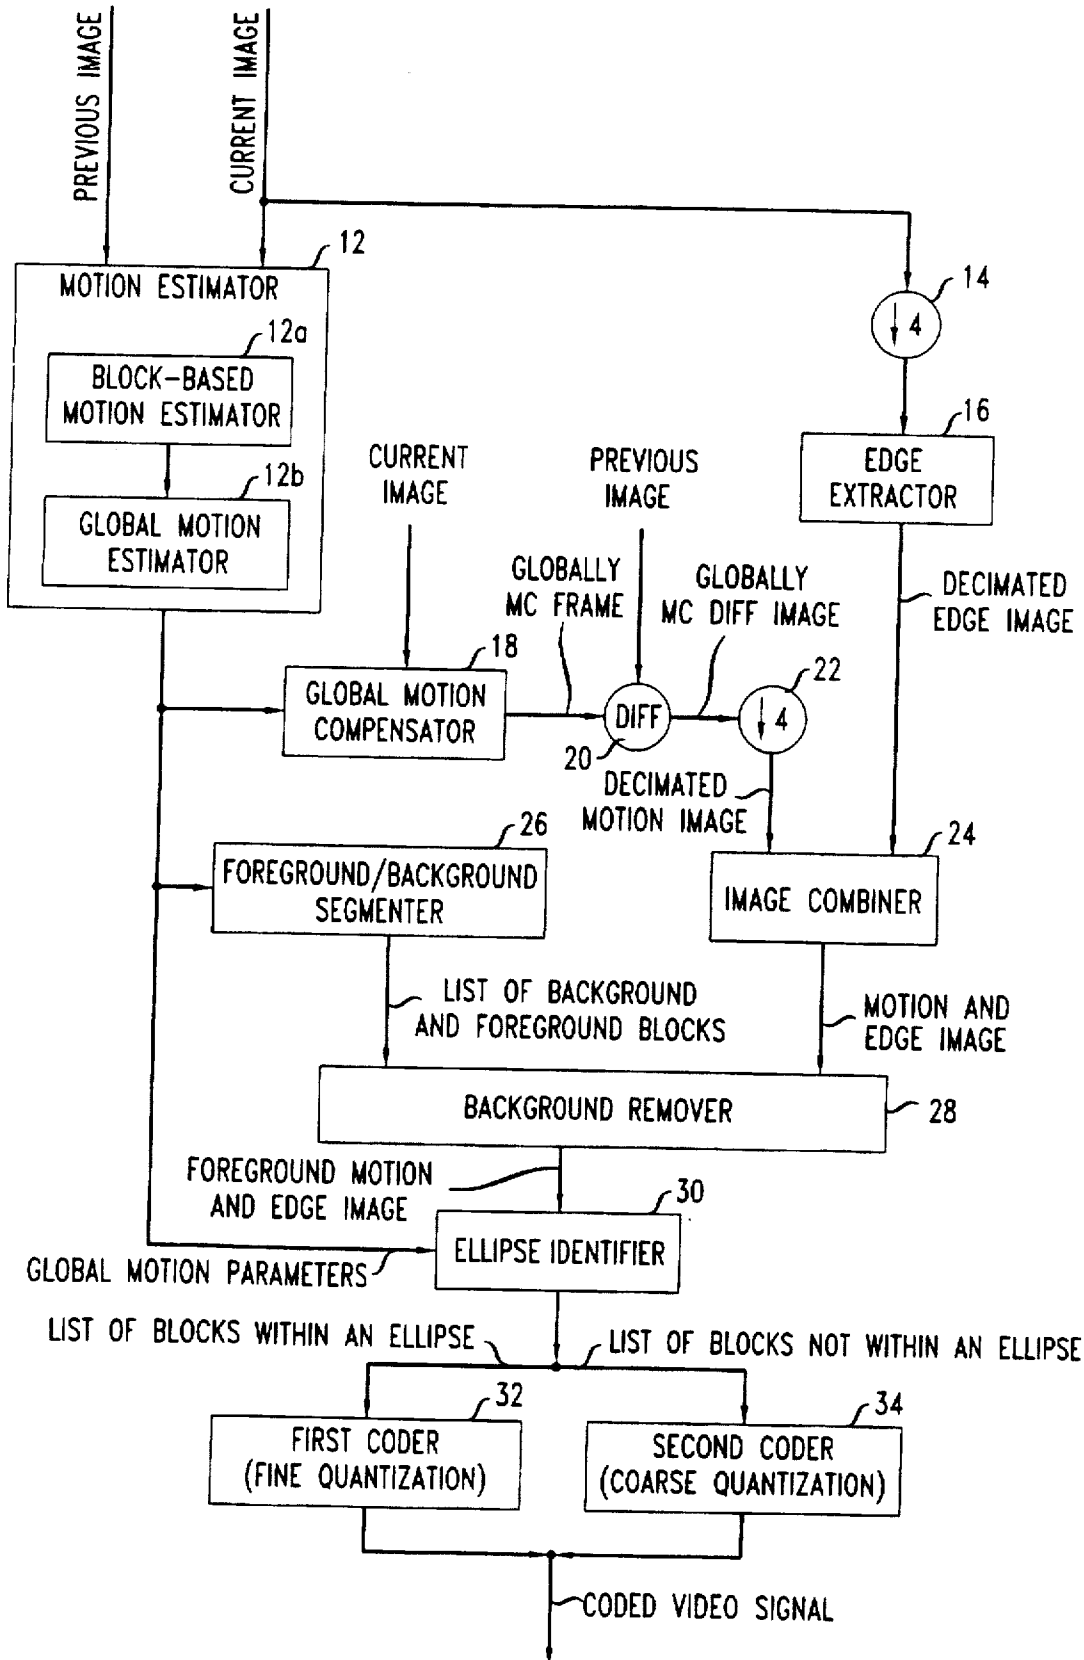 PREVIOUS IMAGE
CURRENT IMAGE
12
MOTION ESTIMATOR
12a
BLOCK-BASED
MOTION ESTIMATOR
12b
GLOBAL MOTION
ESTIMATOR
14
↓ 4
16
EDGE
EXTRACTOR
CURRENT
IMAGE
PREVIOUS
IMAGE
GLOBALLY
MC FRAME
GLOBALLY
MC DIFF IMAGE
DECIMATED
EDGE IMAGE
18
GLOBAL MOTION
COMPENSATOR
DIFF
20
22
↓ 4
DECIMATED
MOTION IMAGE
26
FOREGROUND/BACKGROUND
SEGMENTER
24
IMAGE COMBINER
LIST OF BACKGROUND
AND FOREGROUND BLOCKS
MOTION AND
EDGE IMAGE
BACKGROUND REMOVER
28
FOREGROUND MOTION
AND EDGE IMAGE
30
ELLIPSE IDENTIFIER
GLOBAL MOTION PARAMETERS
LIST OF BLOCKS WITHIN AN ELLIPSE
LIST OF BLOCKS NOT WITHIN AN ELLIPSE
32
FIRST CODER
(FINE QUANTIZATION)
34
SECOND CODER
(COARSE QUANTIZATION)
CODED VIDEO SIGNAL